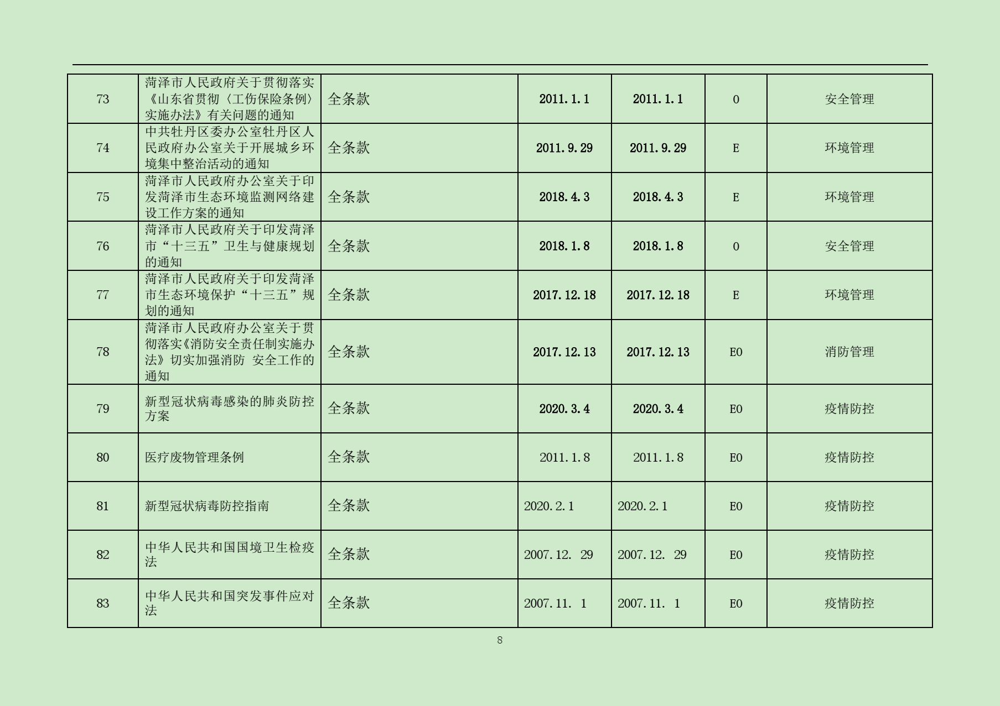 73
菏泽市人民政府关于贯彻落实
《山东省贯彻〈工伤保险条例〉
实施办法》有关问题的通知
全条款
2011.1.1
2011.1.1
O
安全管理
74
中共牡丹区委办公室牡丹区人
民政府办公室关于开展城乡环
境集中整治活动的通知
全条款
2011.9.29
2011.9.29
E
环境管理
75
菏泽市人民政府办公室关于印
发菏泽市生态环境监测网络建
设工作方案的通知
全条款
2018.4.3
2018.4.3
E
环境管理
76
菏泽市人民政府关于印发菏泽
市“十三五”卫生与健康规划
的通知
全条款
2018.1.8
2018.1.8
O
安全管理
77
菏泽市人民政府关于印发菏泽
市生态环境保护“十三五”规
划的通知
全条款
2017.12.18
2017.12.18
E
环境管理
78
菏泽市人民政府办公室关于贯
彻落实《消防安全责任制实施办
法》切实加强消防 安全工作的
通知
全条款
2017.12.13
2017.12.13
EO
消防管理
79
新型冠状病毒感染的肺炎防控
方案
全条款
2020.3.4
2020.3.4
EO
疫情防控
80
医疗废物管理条例
全条款
2011.1.8
2011.1.8
EO
疫情防控
81
新型冠状病毒防控指南
全条款
2020.2.1
2020.2.1
EO
疫情防控
82
中华人民共和国国境卫生检疫
法
全条款
2007.12. 29
2007.12. 29
EO
疫情防控
83
中华人民共和国突发事件应对
法
全条款
2007.11. 1
2007.11. 1
EO
疫情防控
8